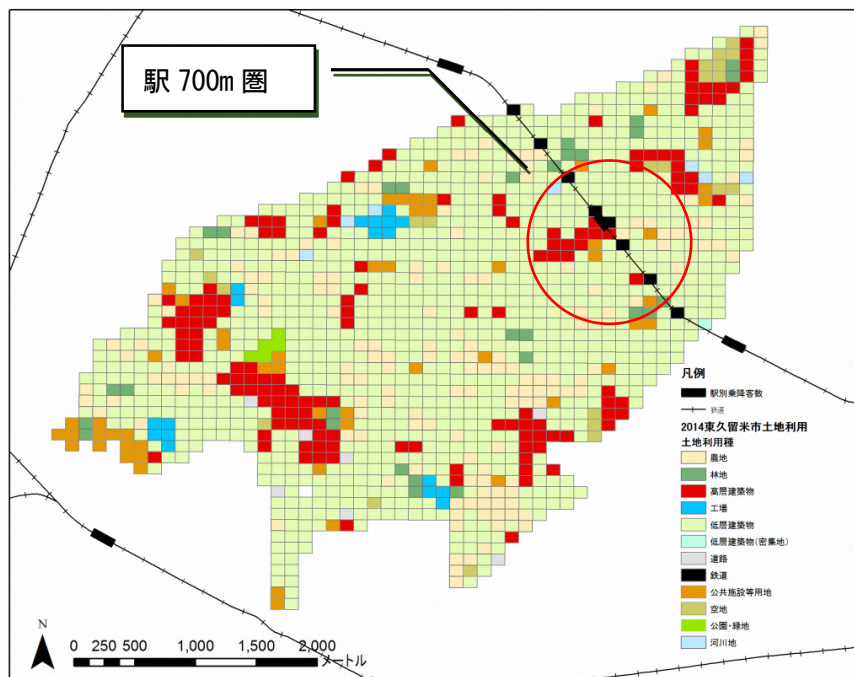 駅 700m 圏
凡例
駅別乗降客数
鉄道
2014東久留米市土地利用
土地利用種
農地
林地
高層建築物
工場
低層建築物
低層建築物(密集地)
道路
鉄道
公共施設等用地
空地
公園・緑地
河川地
N
0 250 500 1,000 1,500 2,000
メートル